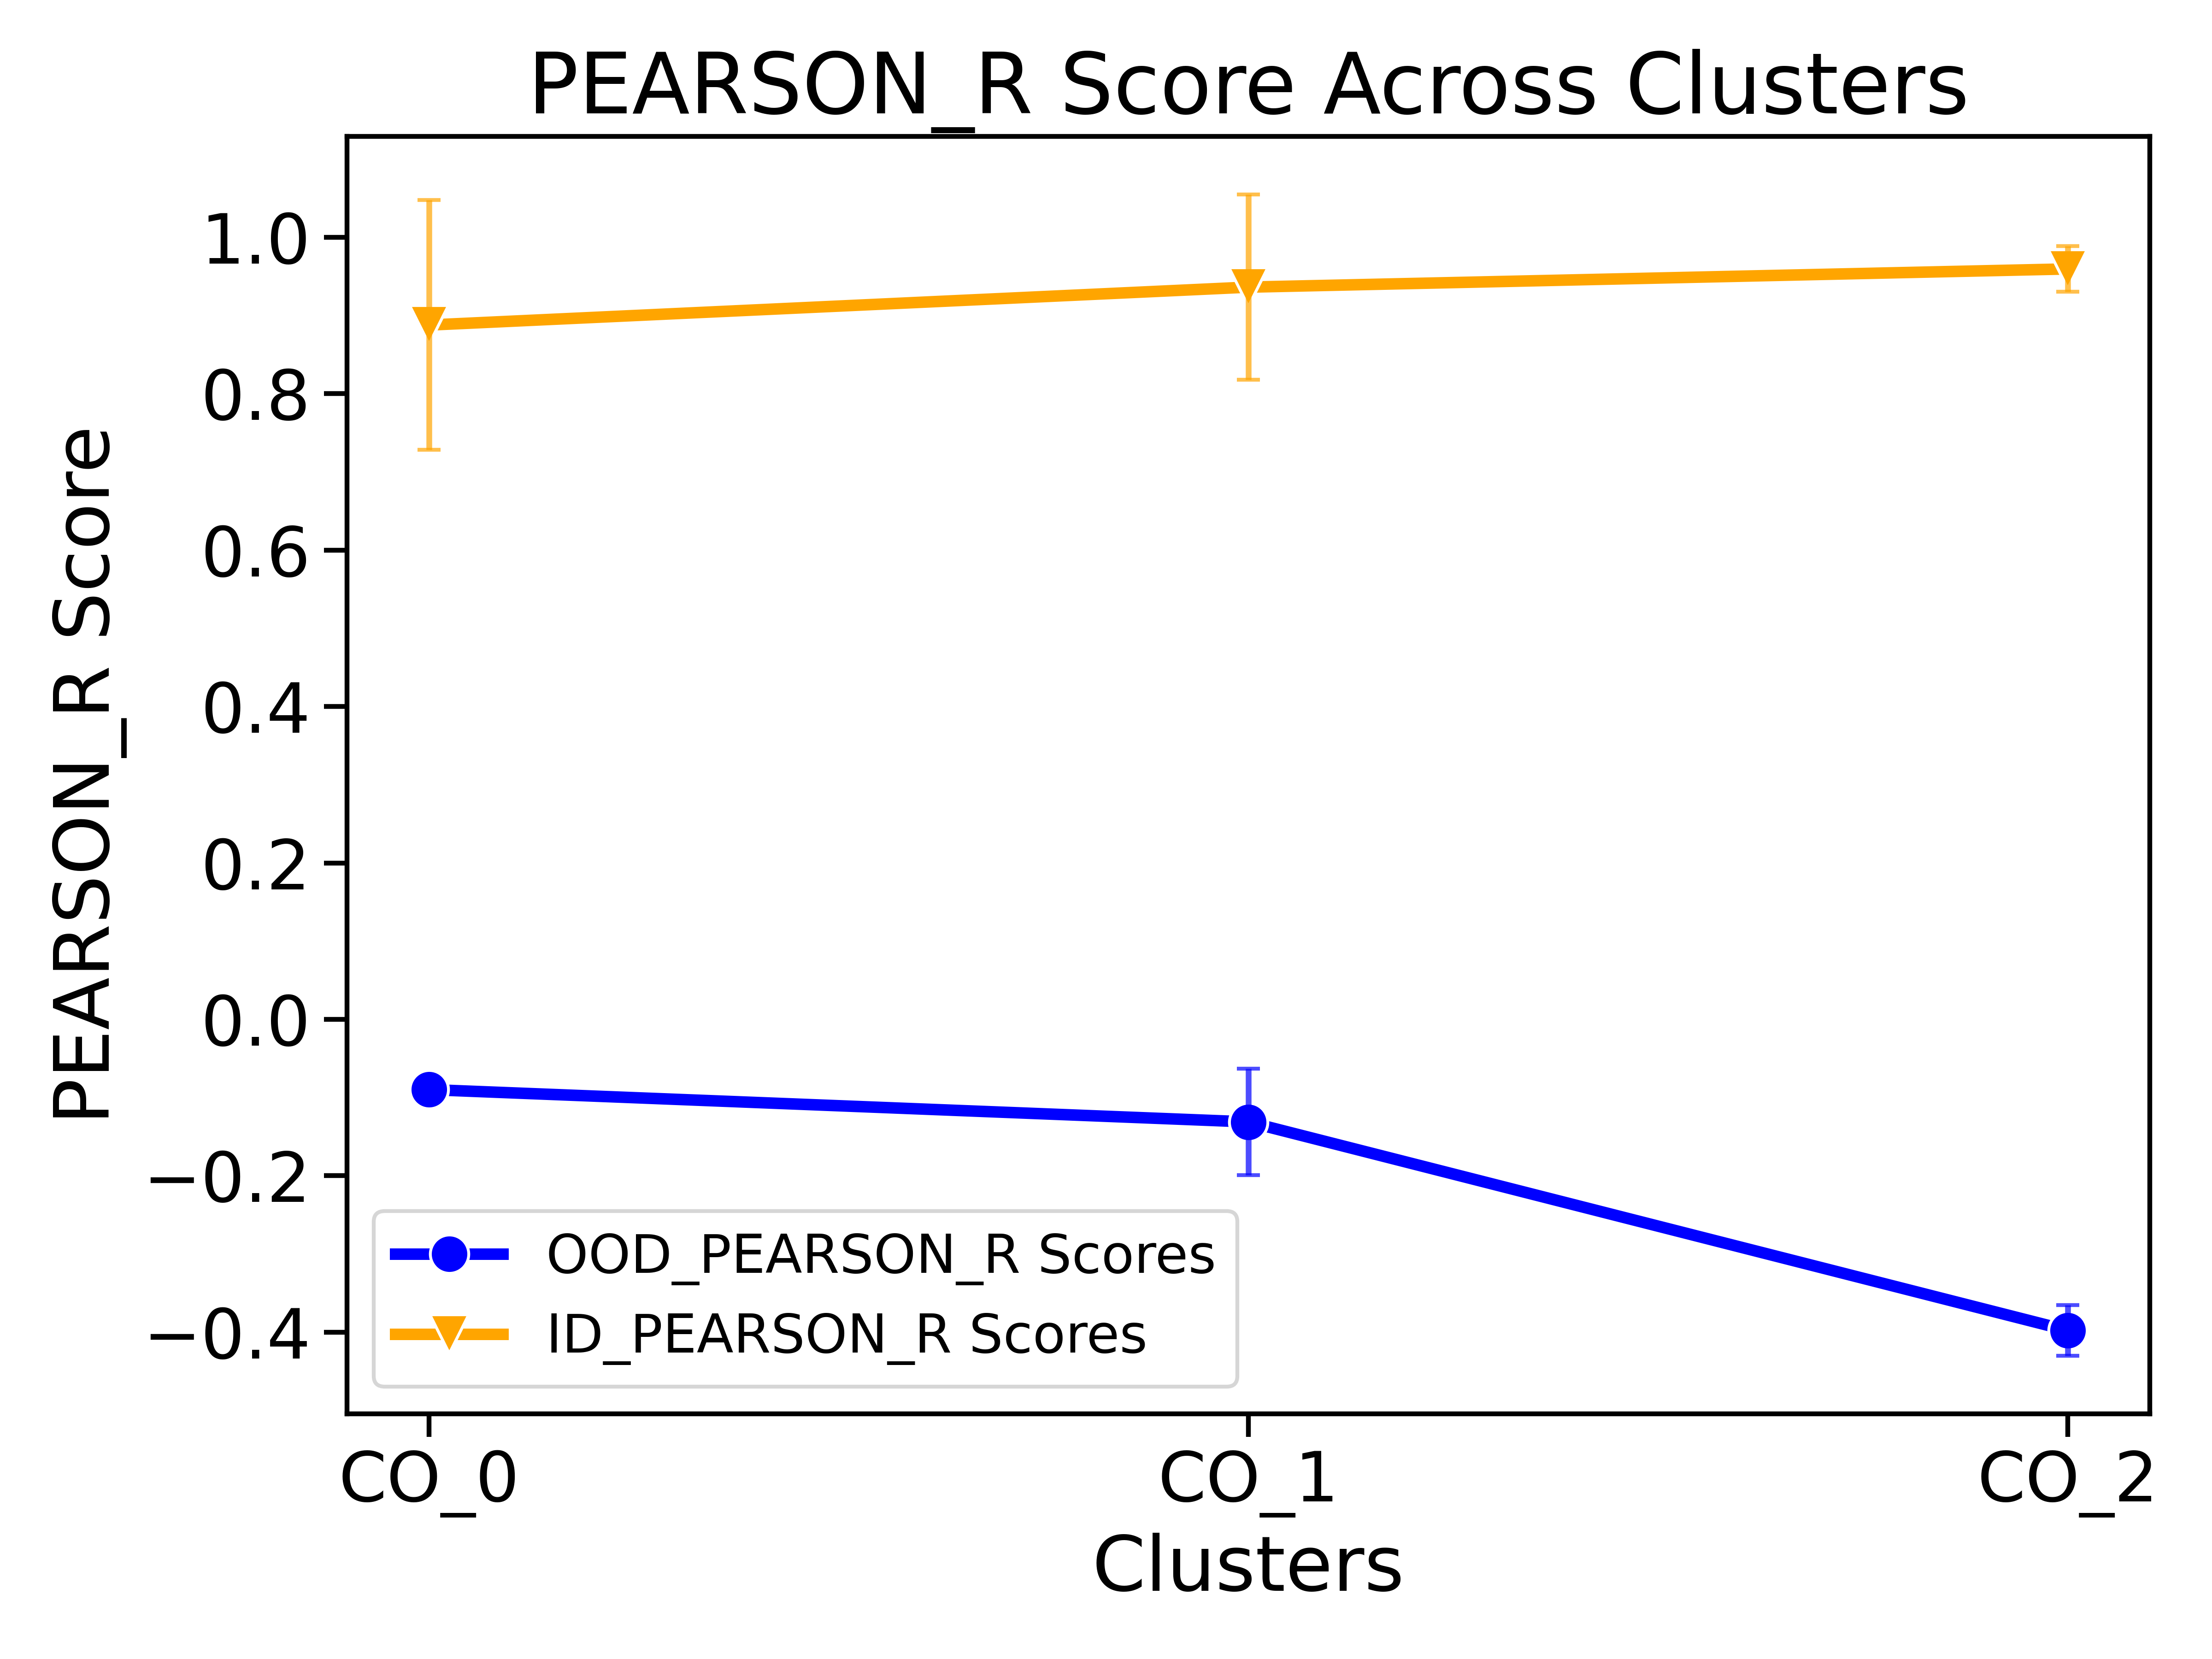 PEARSON_R Score Across Clusters
PEARSON_R Score
1.0
0.8
0.6
0.4
0.2
0.0
−0.2
−0.4
OOD_PEARSON_R Scores
ID_PEARSON_R Scores
CO_0 CO_1 CO_2
Clusters